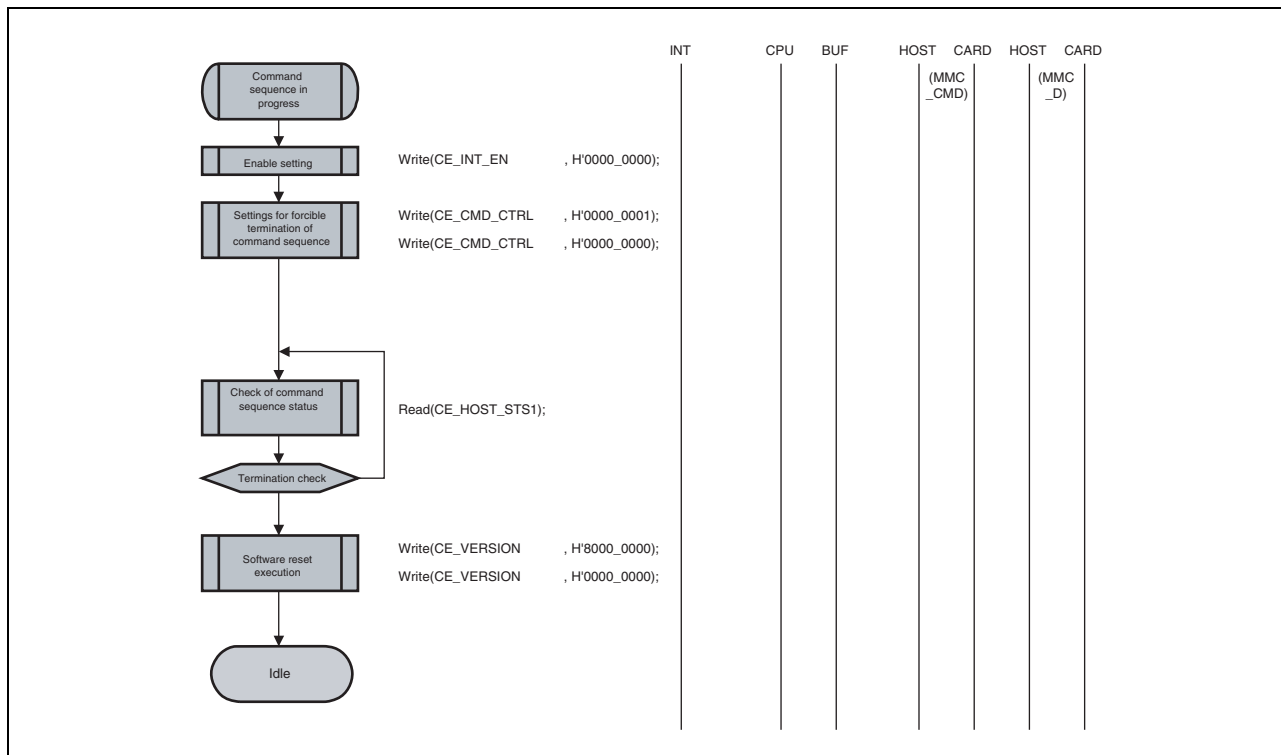 INT CPU BUF HOST CARD HOST CARD
(MMC (MMC
_CMD) _D)
Command
sequence in
progress
Enable setting
Write(CE_INT_EN , H'0000_0000);
Settings for forcible
termination of
command sequence
Write(CE_CMD_CTRL , H'0000_0001);
Write(CE_CMD_CTRL , H'0000_0000);
Check of command
sequence status
Read(CE_HOST_STS1);
Termination check
Software reset
execution
Write(CE_VERSION , H'8000_0000);
Write(CE_VERSION , H'0000_0000);
Idle